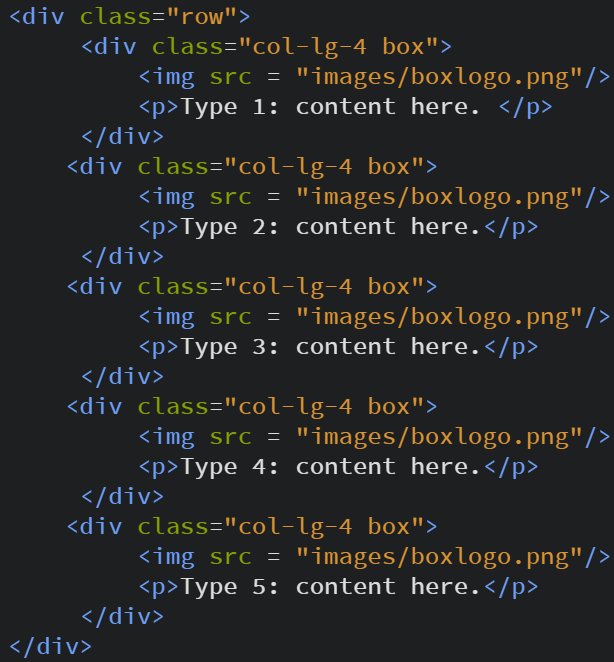 <div class="row">
     <div class="col-lg-4 box">
         <img src = "images/boxlogo.png"/>
         <p>Type 1: content here. </p>
     </div>
    <div class="col-lg-4 box">
         <img src = "images/boxlogo.png"/>
         <p>Type 2: content here.</p>
     </div>
    <div class="col-lg-4 box">
         <img src = "images/boxlogo.png"/>
         <p>Type 3: content here.</p>
     </div>
    <div class="col-lg-4 box">
         <img src = "images/boxlogo.png"/>
         <p>Type 4: content here.</p>
     </div>
    <div class="col-lg-4 box">
         <img src = "images/boxlogo.png"/>
         <p>Type 5: content here.</p>
     </div>
</div>